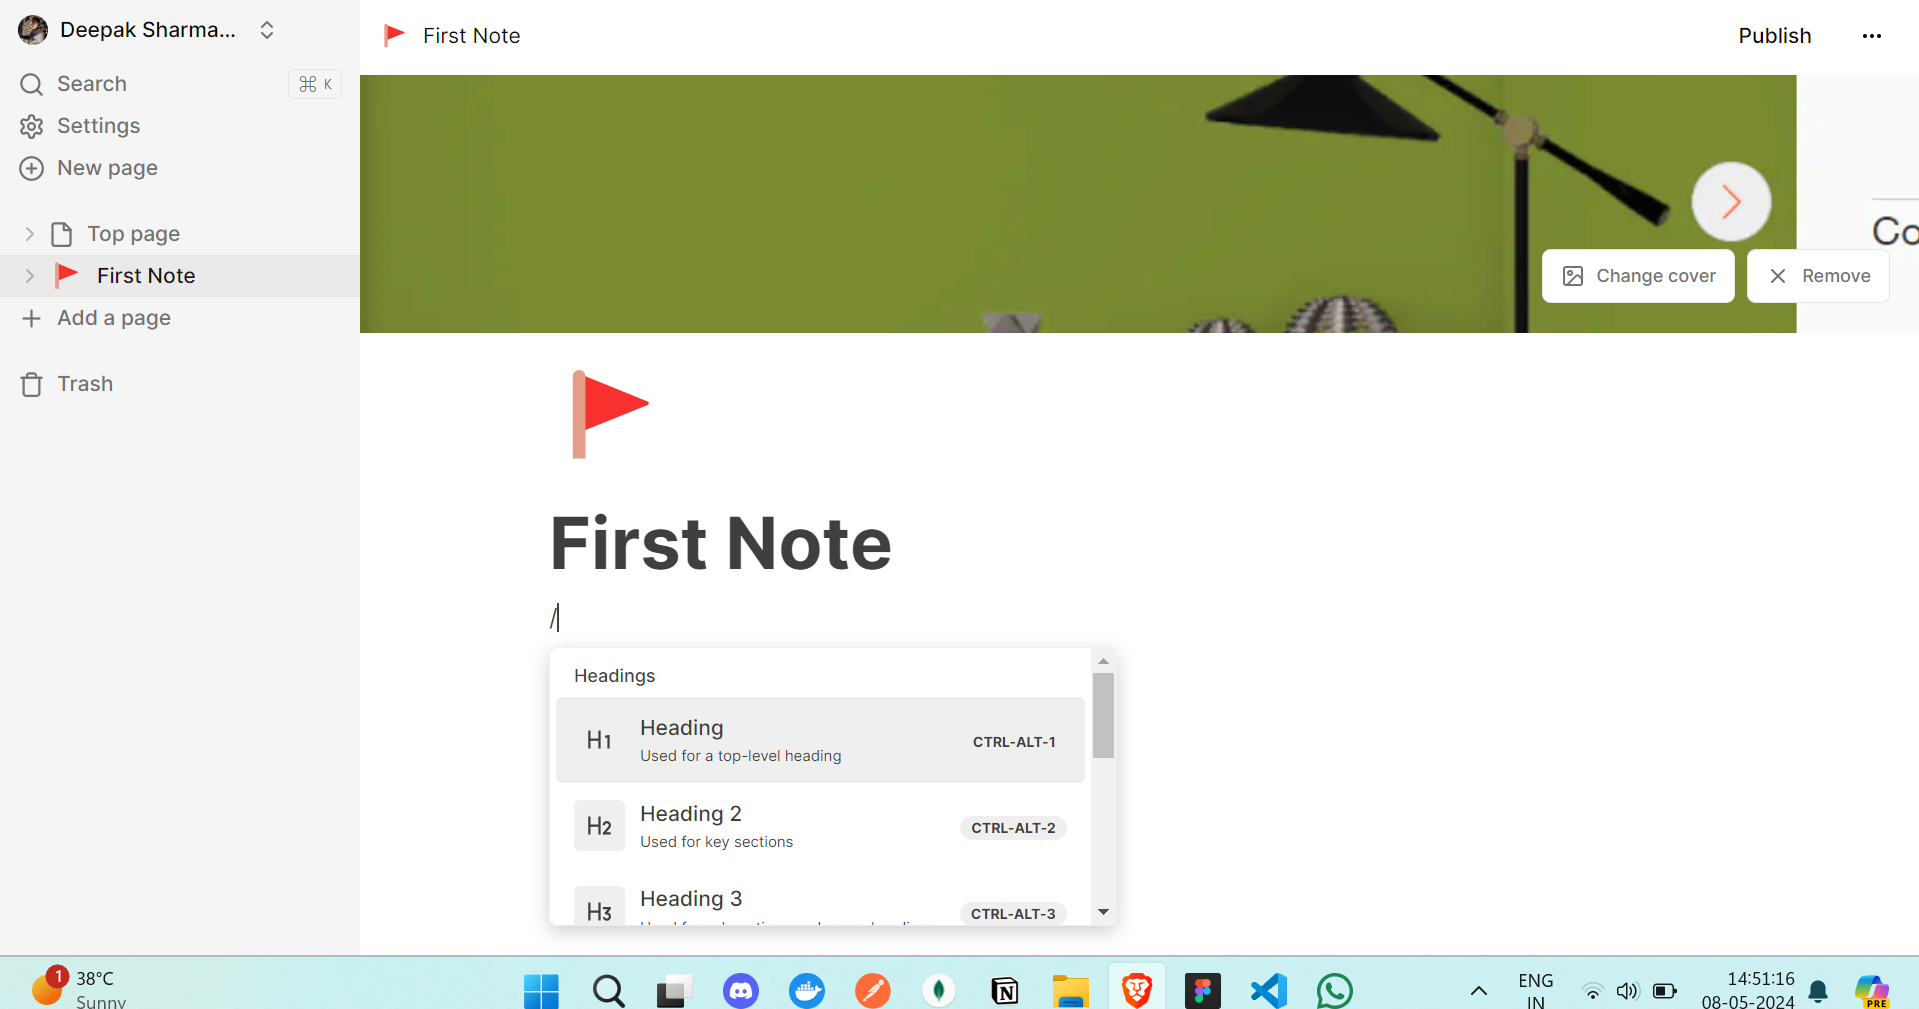 Deepak Sharma...
Search
⌘ K
Settings
New page
Top page
First Note
Add a page
Trash
First Note
Publish
Co
Change cover
Remove
First Note
/
Headings
H1
Heading
Used for a top-level heading
CTRL-ALT-1
H2
Heading 2
Used for key sections
CTRL-ALT-2
H3
Heading 3
CTRL-ALT-3
1
38°C
Sunny
N
ENG
IN
14:51:16
08-05-2024
PRE